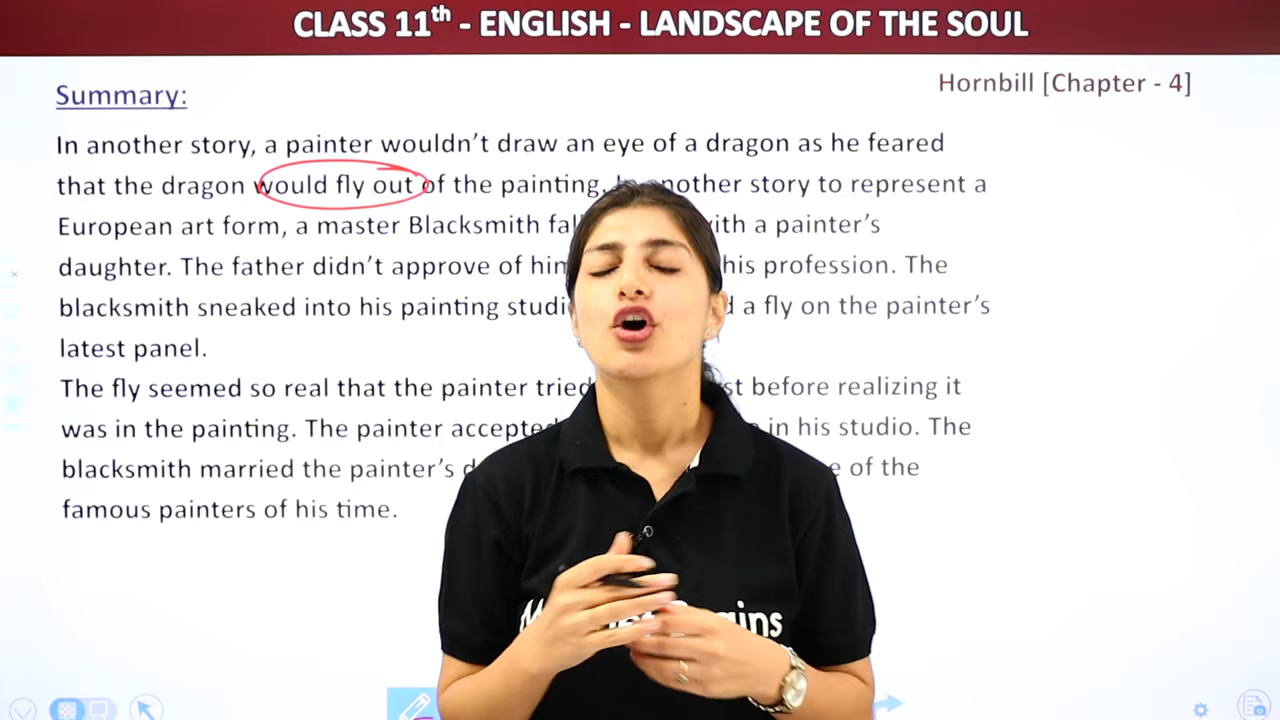 CLASS 11th - ENGLISH - LANDSCAPE OF THE SOUL
Hornbill [Chapter - 4]
Summary:
In another story, a painter wouldn't draw an eye of a dragon as he feared
that the dragon would fly out of the painting. In another story to represent a
European art form, a master Blacksmith with a painter's
daughter. The father didn't approve of his profession. The
blacksmith sneaked into his painting a fly on the painter's
latest panel.
The fly seemed so real that the painter tried before realizing it
was in the painting. The painter accepted in his studio. The
blacksmith married the painter's of the
famous painters of his time.